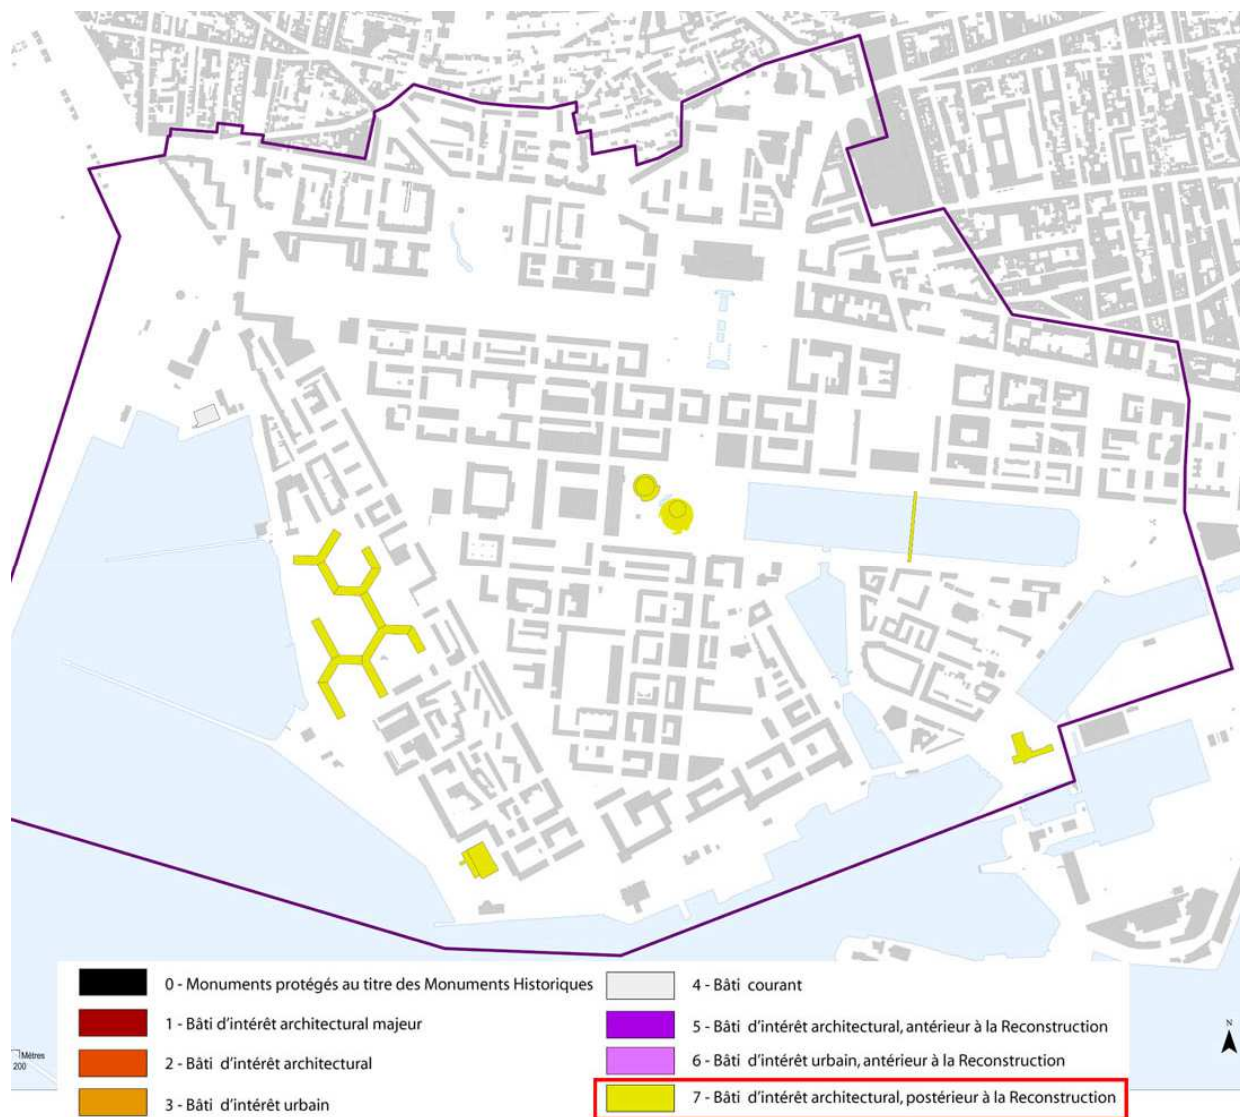 0 - Monuments protégés au titre des Monuments Historiques
1 - Bâti d'intérêt architectural majeur
2 - Bâti d'intérêt architectural
3 - Bâti d'intérêt urbain
4 - Bâti courant
5 - Bâti d'intérêt architectural, antérieur à la Reconstruction
6 - Bâti d'intérêt urbain, antérieur à la Reconstruction
7 - Bâti d'intérêt architectural, postérieur à la Reconstruction
Mètres
200
N